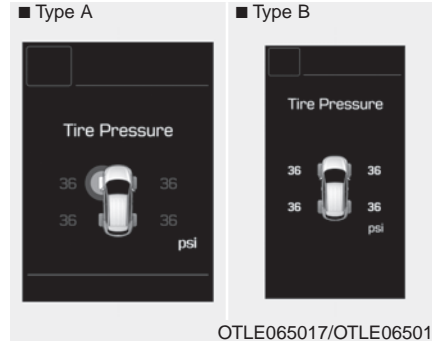 ■ Type A
■ Type B
Tire Pressure
36 36
36 36
psi
Tire Pressure
36 36
36 36
psi
OTLE065017/OTLE06501